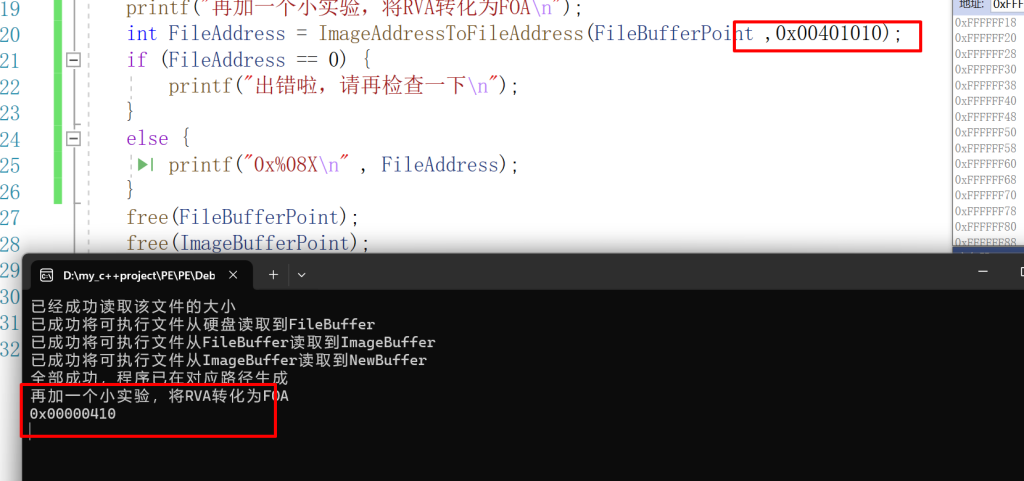 地址: 0xFFF
19 printf("再加一个小实验，将RVA转化为FOA\n");
20 int FileAddress = ImageAddressToFileAddress(FileBufferPoint ,0x00401010);
21 if (FileAddress == 0) {
22 printf("出错啦，请再检查一下\n");
23 }
24 else {
25 printf("0x%08X\n" , FileAddress);
26 }
27 free(FileBufferPoint);
28 free(ImageBufferPoint);
29
30
31
32
0xFFFFFF18
0xFFFFFF20
0xFFFFFF28
0xFFFFFF30
0xFFFFFF38
0xFFFFFF40
0xFFFFFF48
0xFFFFFF50
0xFFFFFF58
0xFFFFFF60
0xFFFFFF68
0xFFFFFF70
0xFFFFFF78
0xFFFFFF80
0xFFFFFF88
D:\my_c++project\PE\PE\Deb
已经成功读取该文件的大小
已成功将可执行文件从硬盘读取到FileBuffer
已成功将可执行文件从FileBuffer读取到ImageBuffer
已成功将可执行文件从ImageBuffer读取到NewBuffer
全部成功，程序已在对应路径生成
再加一个小实验，将RVA转化为FOA
0x00000410